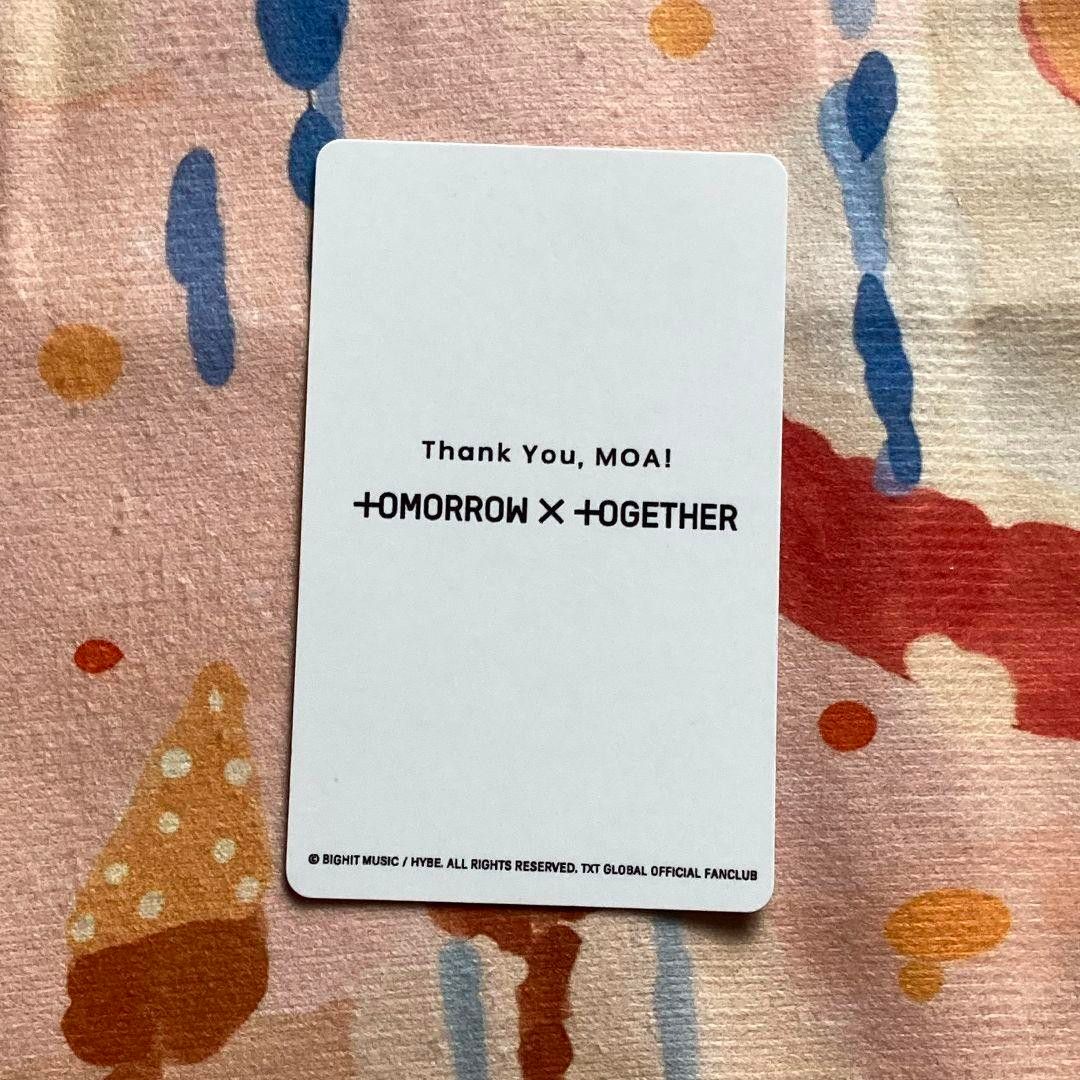 Thank You, MOA!
TOMORROW X TOGETHER
© BIGHIT MUSIC / HYBE. ALL RIGHTS RESERVED. TXT GLOBAL OFFICIAL FANCLUB